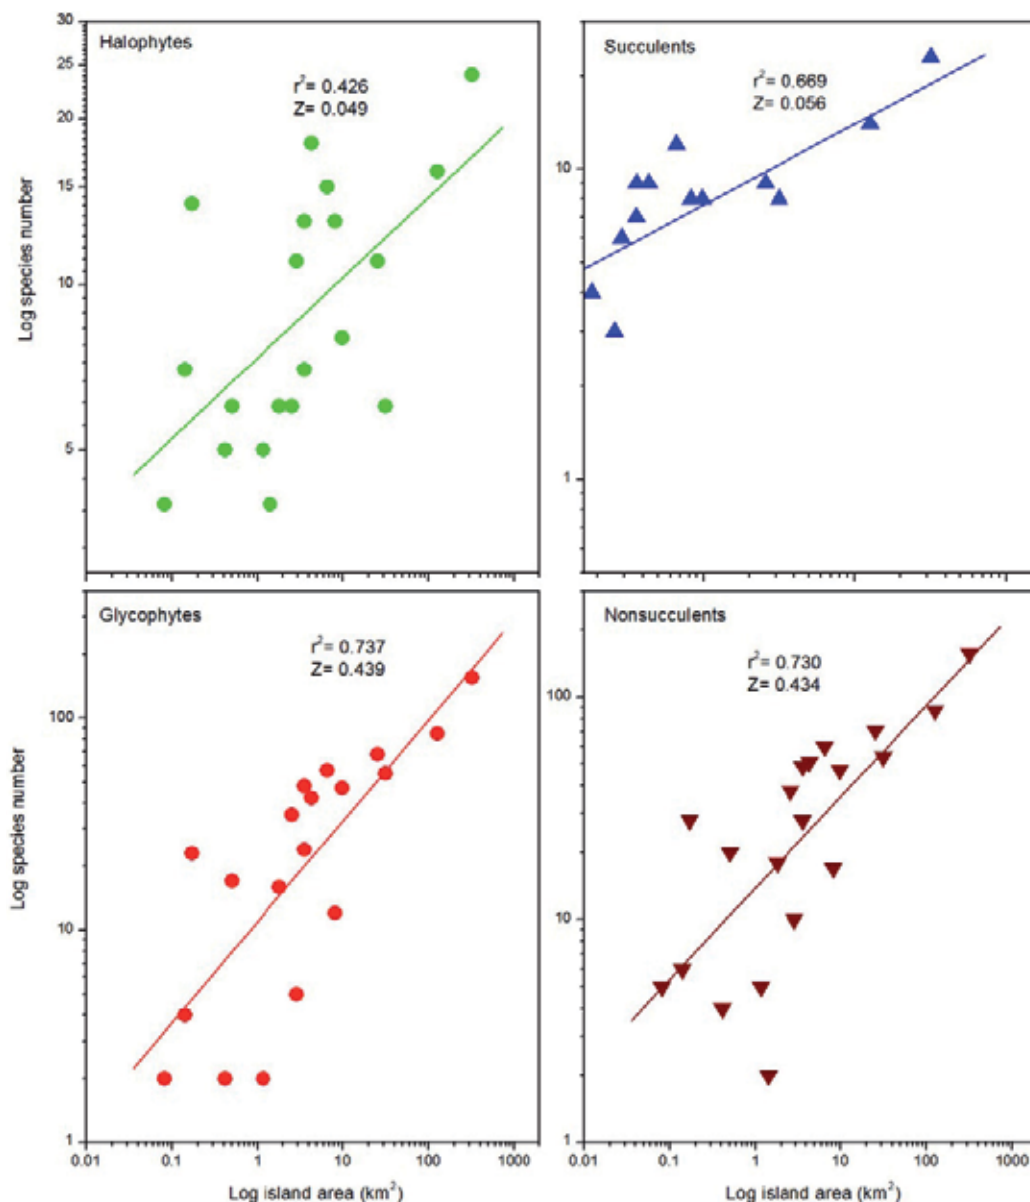 Halophytes
r² = 0.426
Z= 0.049
30
25
20
15
10
5
Log species number
Succulents
r² = 0.669
Z= 0.056
10
1
Glycophytes
r² = 0.737
Z= 0.439
100
10
1
Log species number
0.01 0.1 1 10 100 1000
Log island area (km²)
Nonsucculents
r² = 0.730
Z= 0.434
100
10
1
0.01 0.1 1 10 100 1000
Log island area (km²)